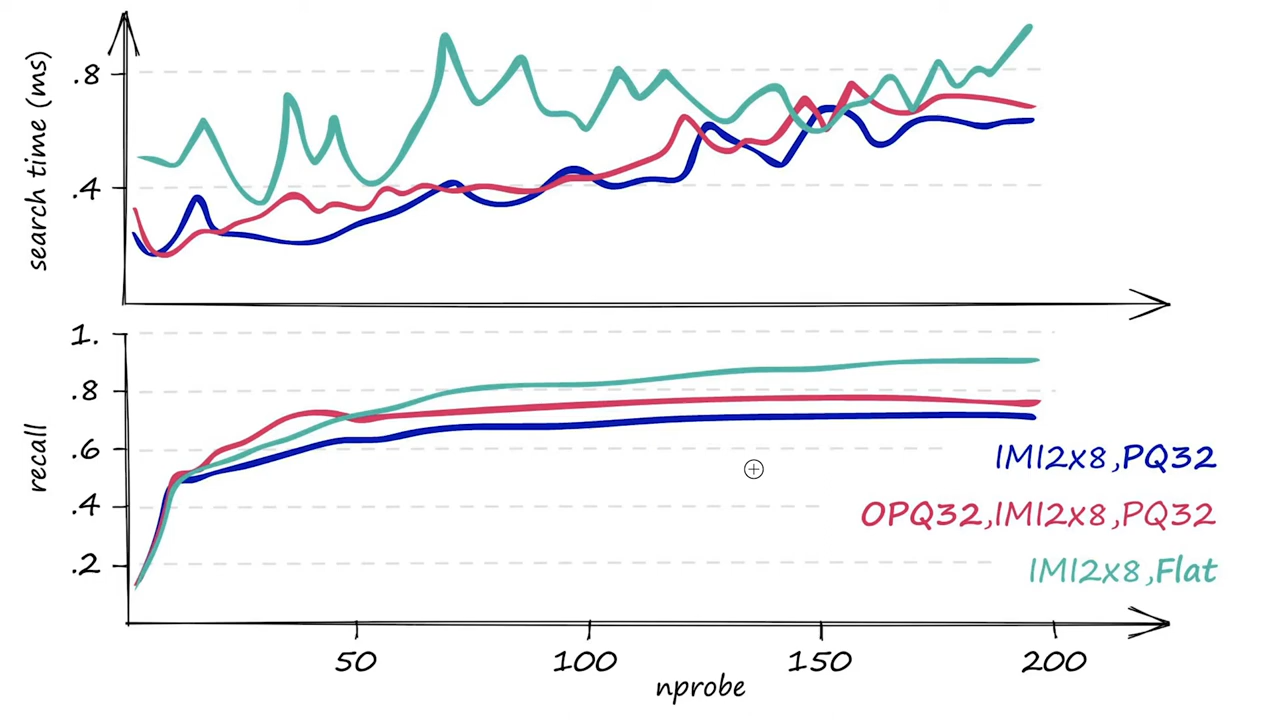 search time (ms)
.8
.4
1.
.8
.6
.4
.2
recall
IMI2x8,PQ32
OPQ32,IMI2x8,PQ32
IMI2x8,Flat
50 100 150 200
nprobe